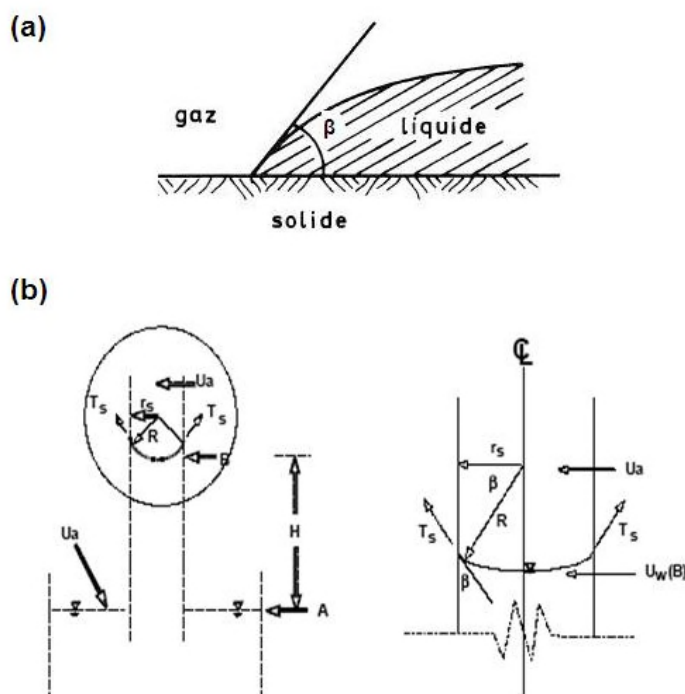 (a)
gaz
β
liquide
solide
(b)
℄
Ua
Ts
rs
Ts
R
B
H
Ua
A
rs
β
Ua
Ts
R
Ts
β
Uw(B)